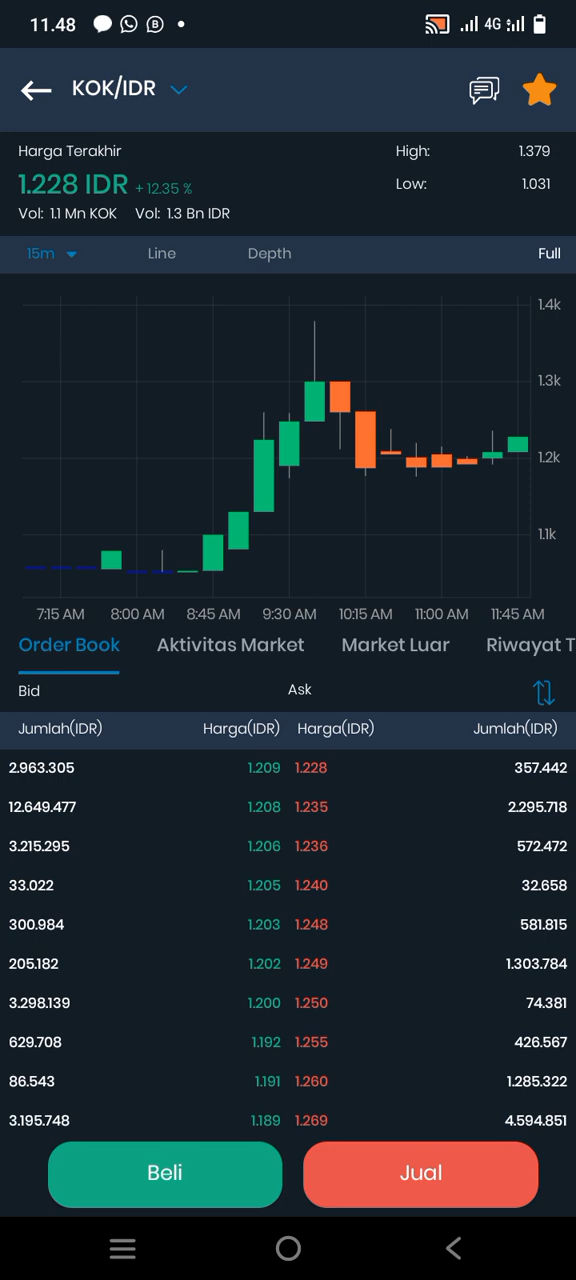 11.48 4G
KOK/IDR
Harga Terakhir High: 1.379
1.228 IDR + 12.35 % Low: 1.031
Vol: 1.1 Mn KOK Vol: 1.3 Bn IDR
15m Line Depth Full
1.4k
1.3k
1.2k
1.1k
7:15 AM 8:00 AM 8:45 AM 9:30 AM 10:15 AM 11:00 AM 11:45 AM
Order Book Aktivitas Market Market Luar Riwayat T
Bid Ask
Jumlah(IDR) Harga(IDR) Harga(IDR) Jumlah(IDR)
2.963.305 1.209 1.228 357.442
12.649.477 1.208 1.235 2.295.718
3.215.295 1.206 1.236 572.472
33.022 1.205 1.240 32.658
300.984 1.203 1.248 581.815
205.182 1.202 1.249 1.303.784
3.298.139 1.200 1.250 74.381
629.708 1.192 1.255 426.567
86.543 1.191 1.260 1.285.322
3.195.748 1.189 1.269 4.594.851
Beli Jual